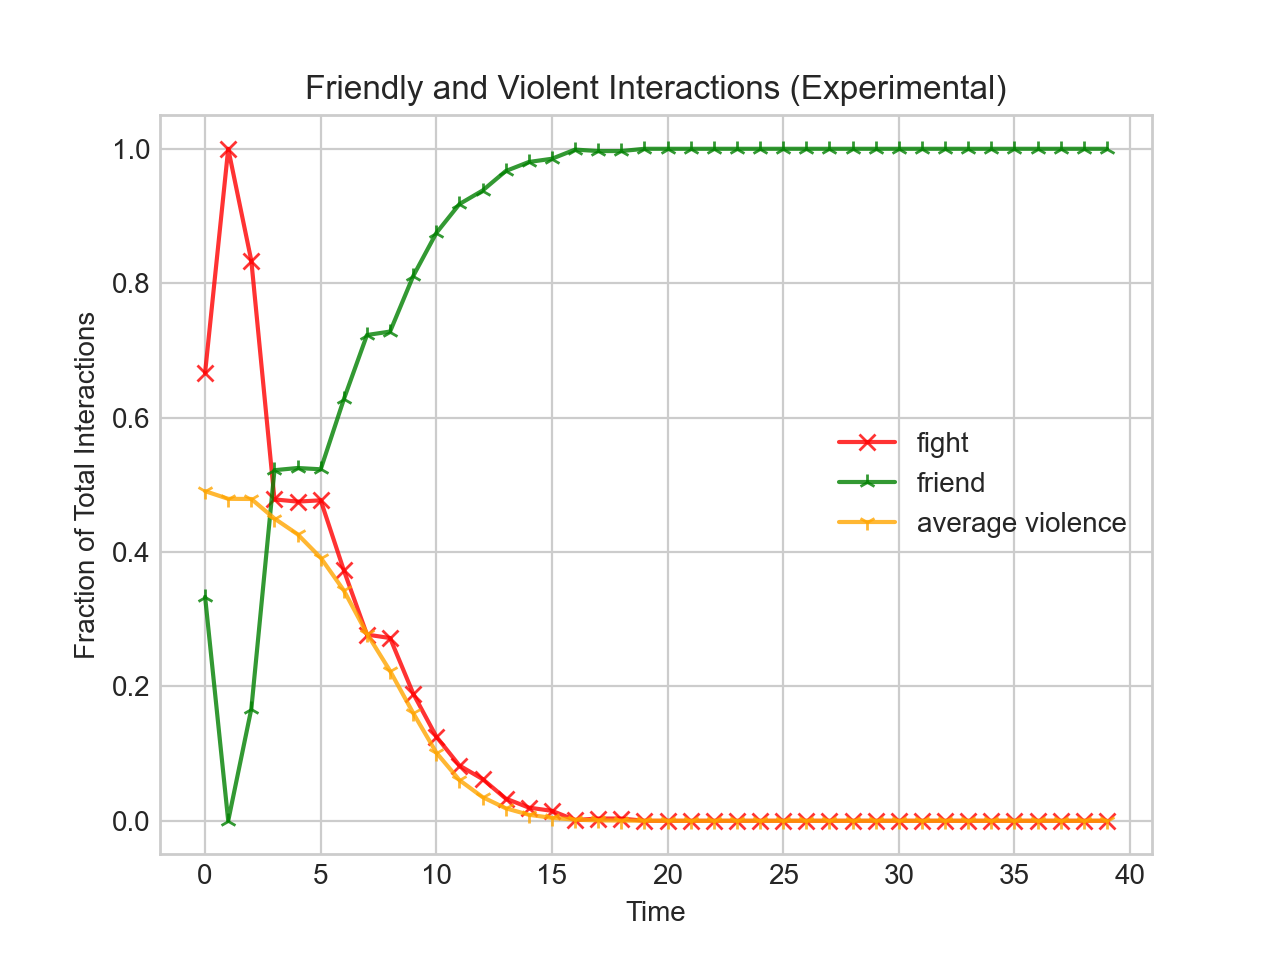 Friendly and Violent Interactions (Experimental)
Fraction of Total Interactions
1.0
0.8
0.6
0.4
0.2
0.0
fight
friend
average violence
0 5 10 15 20 25 30 35 40
Time